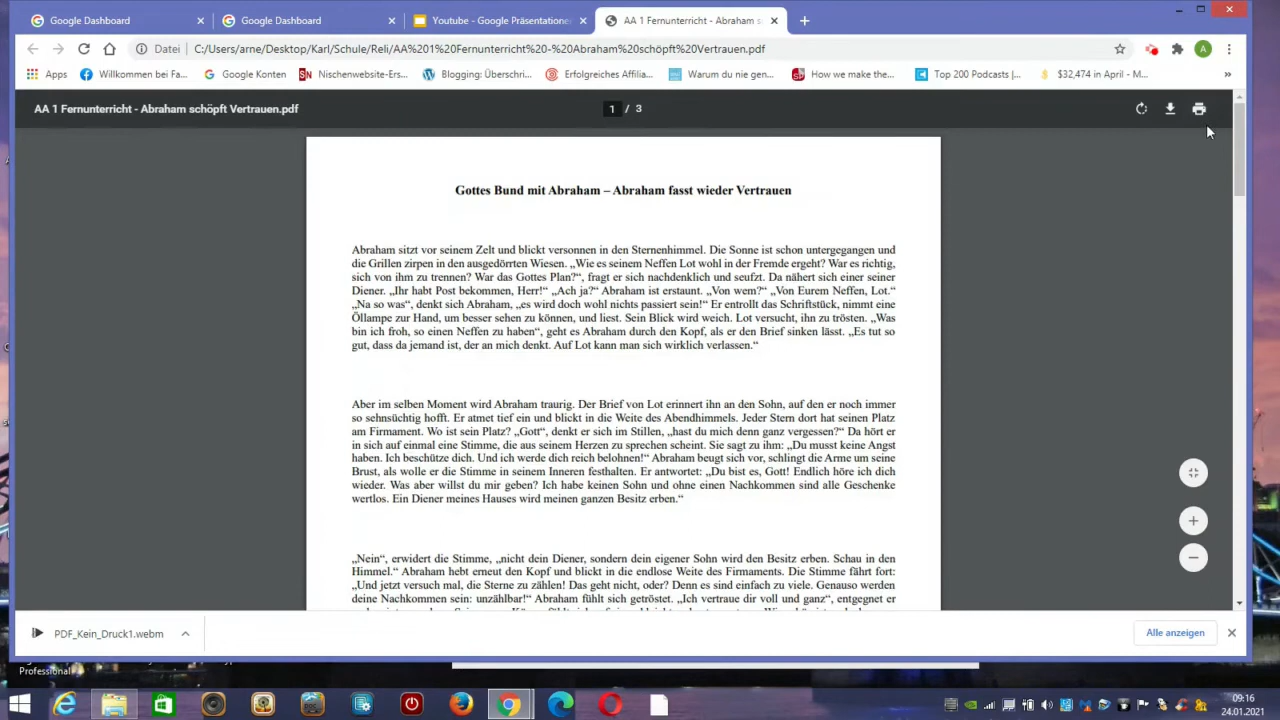 Google Dashboard
Google Dashboard
Youtube - Google Präsentationen
AA 1 Fernunterricht - Abraham s
Datei
C:/Users/arne/Desktop/Karl/Schule/Reli/AA%201%20Fernunterricht%20-%20Abraham%20schöpft%20Vertrauen.pdf
A
Apps
Willkommen bei Fa...
Google Konten
Nischenwebsite-Ers...
Blogging: Überschri...
Erfolgreiches Affilia...
Warum du nie gen...
How we make the...
Top 200 Podcasts |...
$32,474 in April - M...
»
AA 1 Fernunterricht - Abraham schöpft Vertrauen.pdf
1 / 3
Gottes Bund mit Abraham – Abraham fasst wieder Vertrauen
Abraham sitzt vor seinem Zelt und blickt versonnen in den Sternenhimmel. Die Sonne ist schon untergegangen und
die Grillen zirpen in den ausgedörrten Wiesen. „Wie es seinem Neffen Lot wohl in der Fremde ergeht? War es richtig,
sich von ihm zu trennen? War das Gottes Plan?“, fragt er sich nachdenklich und seufzt. Da nähert sich einer seiner
Diener. „Ihr habt Post bekommen, Herr!“ „Ach ja?“ Abraham ist erstaunt. „Von wem?“ „Von Eurem Neffen, Lot.“
„Na so was“, denkt sich Abraham, „es wird doch wohl nichts passiert sein!“ Er entrollt das Schriftstück, nimmt eine
Öllampe zur Hand, um besser sehen zu können, und liest. Sein Blick wird weich. Lot versucht, ihn zu trösten. „Was
bin ich froh, so einen Neffen zu haben“, geht es Abraham durch den Kopf, als er den Brief sinken lässt. „Es tut so
gut, dass da jemand ist, der an mich denkt. Auf Lot kann man sich wirklich verlassen.“
Aber im selben Moment wird Abraham traurig. Der Brief von Lot erinnert ihn an den Sohn, auf den er noch immer
so sehnsüchtig hofft. Er atmet tief ein und blickt in die Weite des Abendhimmels. Jeder Stern dort hat seinen Platz
am Firmament. Wo ist sein Platz? „Gott“, denkt er sich im Stillen, „hast du mich denn ganz vergessen?“ Da hört er
in sich auf einmal eine Stimme, die aus seinem Herzen zu sprechen scheint. Sie sagt zu ihm: „Du musst keine Angst
haben. Ich beschütze dich. Und ich werde dich reich belohnen!“ Abraham beugt sich vor, schlingt die Arme um seine
Brust, als wolle er die Stimme in seinem Inneren festhalten. Er antwortet: „Du bist es, Gott! Endlich höre ich dich
wieder. Was aber willst du mir geben? Ich habe keinen Sohn und ohne einen Nachkommen sind alle Geschenke
wertlos. Ein Diener meines Hauses wird meinen ganzen Besitz erben.“
„Nein“, erwidert die Stimme, „nicht dein Diener, sondern dein eigener Sohn wird den Besitz erben. Schau in den
Himmel.“ Abraham hebt erneut den Kopf und blickt in die endlose Weite des Firmaments. Die Stimme fährt fort:
„Und jetzt versuch mal, die Sterne zu zählen! Das geht nicht, oder? Denn es sind einfach zu viele. Genauso werden
deine Nachkommen sein: unzählbar!“ Abraham fühlt sich getröstet. „Ich vertraue dir voll und ganz“, entgegnet er
PDF_Kein_Druck1.webm
Alle anzeigen
Professional
09:16
24.01.2021